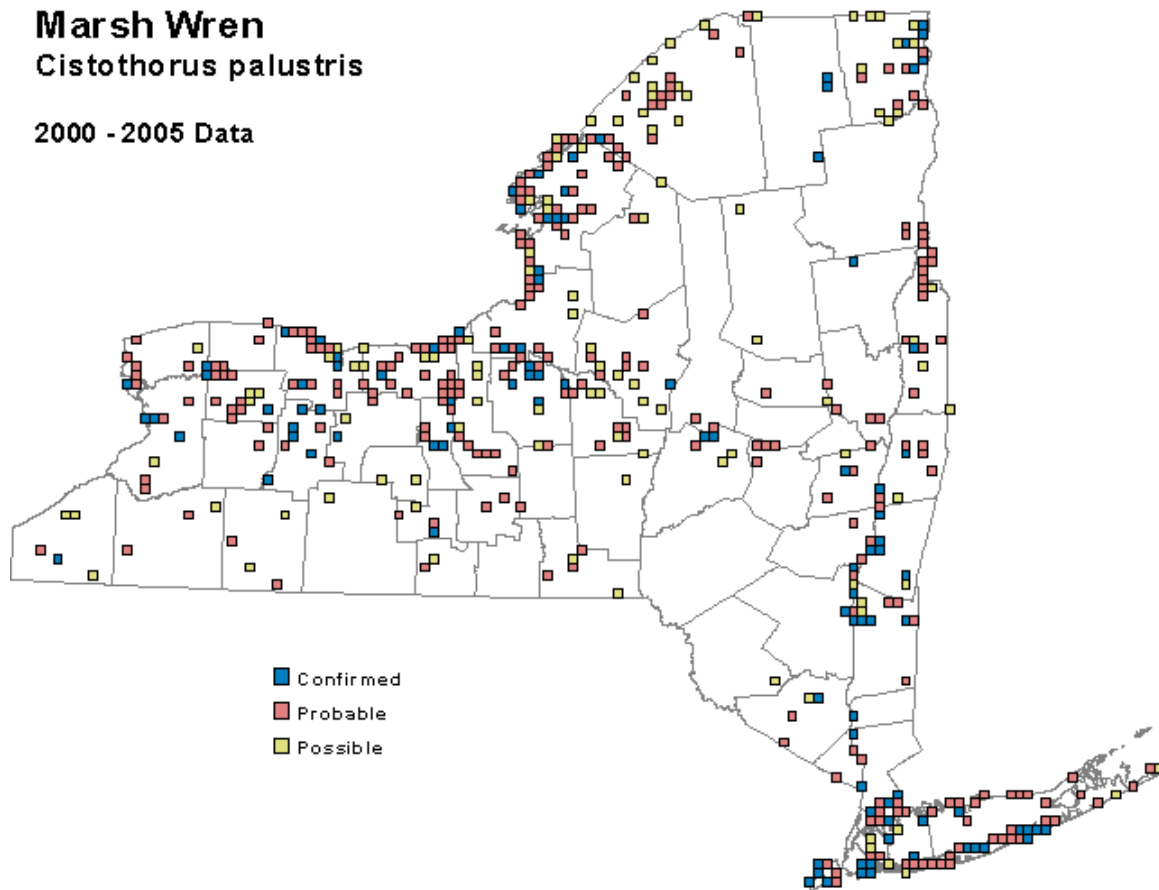 Marsh Wren
Cistothorus palustris
2000 - 2005 Data
Confirmed
Probable
Possible